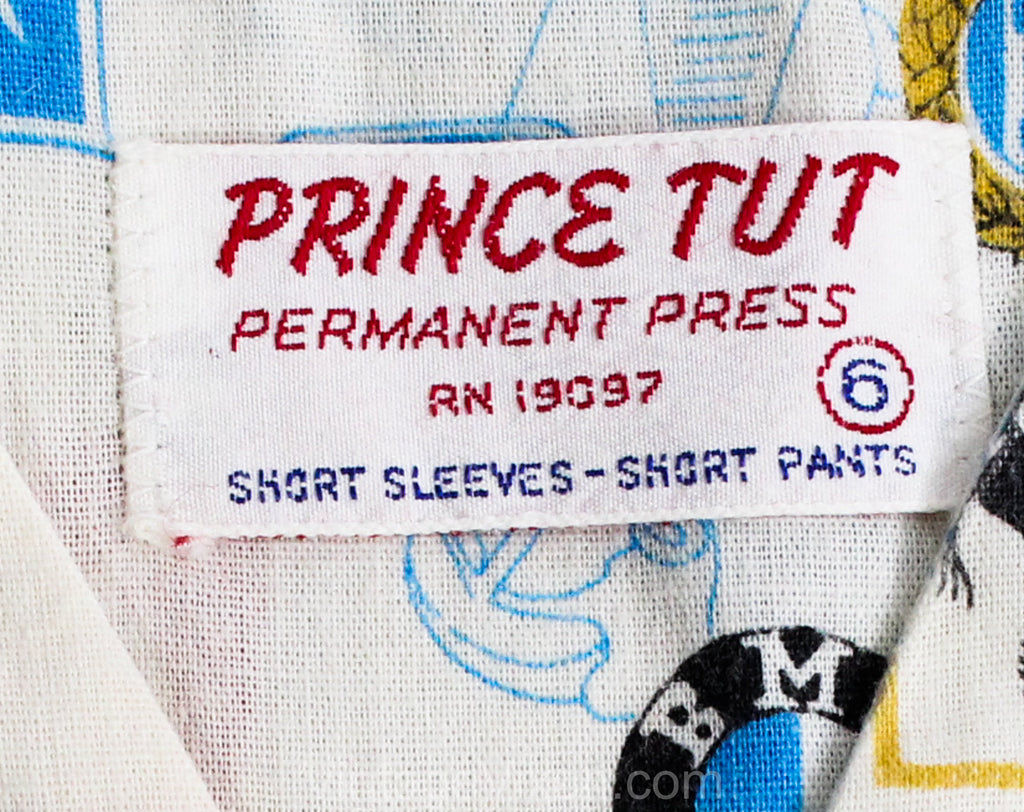 PRINCE TUT
PERMANENT PRESS
RN 19097
6
SHORT SLEEVES-SHORT PANTS
M